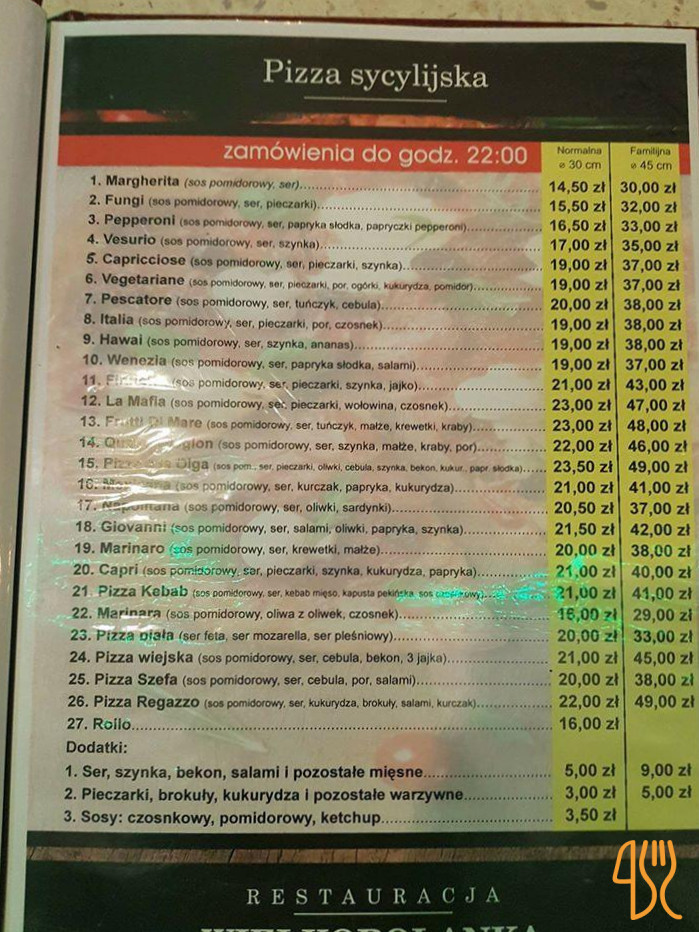 Pizza sycylijska
zamówienia do godz. 22:00 Normalna ⌀ 30 cm Familijna ⌀ 45 cm
1. Margherita (sos pomidorowy, ser)... 14,50 zł 30,00 zł
2. Fungi (sos pomidorowy, ser, pieczarki)... 15,50 zł 32,00 zł
3. Pepperoni (sos pomidorowy, ser, papryka słodka, papryczki pepperoni)... 16,50 zł 33,00 zł
4. Vesurio (sos pomidorowy, ser, szynka)... 17,00 zł 35,00 zł
5. Capricciose (sos pomidorowy, ser, pieczarki, szynka)... 19,00 zł 37,00 zł
6. Vegetariane (sos pomidorowy, ser, pieczarki, por, ogórki, kukurydza, pomidor)... 19,00 zł 37,00 zł
7. Pescatore (sos pomidorowy, ser, tuńczyk, cebula)... 20,00 zł 38,00 zł
8. Italia (sos pomidorowy, ser, pieczarki, por, czosnek)... 19,00 zł 38,00 zł
9. Hawai (sos pomidorowy, ser, szynka, ananas)... 19,00 zł 38,00 zł
10. Wenezia (sos pomidorowy, ser, papryka słodka, salami)... 19,00 zł 37,00 zł
11. (sos pomidorowy, ser, pieczarki, szynka, jajko)... 21,00 zł 43,00 zł
12. La Mafia (sos pomidorowy, ser, pieczarki, wołowina, czosnek)... 23,00 zł 47,00 zł
13. Frutti Di Mare (sos pomidorowy, ser, tuńczyk, małże, krewetki, kraby)... 23,00 zł 48,00 zł
14. (sos pomidorowy, ser, szynka, małże, kraby, por)... 22,00 zł 46,00 zł
15. Olga (sos pom., ser, pieczarki, oliwki, cebula, szynka, bekon, kukur., papr. słodka)... 23,50 zł 49,00 zł
16. (sos pomidorowy, ser, kurczak, papryka, kukurydza)... 21,00 zł 41,00 zł
17. Napolitana (sos pomidorowy, ser, oliwki, sardynki)... 20,50 zł 37,00 zł
18. Giovanni (sos pomidorowy, ser, salami, oliwki, papryka, szynka)... 21,50 zł 42,00 zł
19. Marinaro (sos pomidorowy, ser, krewetki, małże)... 20,00 zł 38,00 zł
20. Capri (sos pomidorowy, ser, pieczarki, szynka, kukurydza, papryka)... 21,00 zł 40,00 zł
21 Pizza Kebab (sos pomidorowy, ser, kebab mięso, kapusta pekińska, sos)... 21,00 zł 41,00 zł
22. Marinara (sos pomidorowy, oliwa z oliwek, czosnek)... 16,00 zł 29,00 zł
23. Pizza biała (ser feta, ser mozarella, ser pleśniowy)... 20,00 zł 33,00 zł
24. Pizza wiejska (sos pomidorowy, ser, cebula, bekon, 3 jajka)... 21,00 zł 45,00 zł
25. Pizza Szefa (sos pomidorowy, ser, cebula, por, salami)... 20,00 zł 38,00 zł
26. Pizza Regazzo (sos pomidorowy, ser, kukurydza, brokuły, salami, kurczak)... 22,00 zł 49,00 zł
27. Rollo... 16,00 zł
Dodatki:
1. Ser, szynka, bekon, salami i pozostałe mięsne... 5,00 zł 9,00 zł
2. Pieczarki, brokuły, kukurydza i pozostałe warzywne... 3,00 zł 5,00 zł
3. Sosy: czosnkowy, pomidorowy, ketchup... 3,50 zł
RESTAURACJA
WIELKOPOLANKA